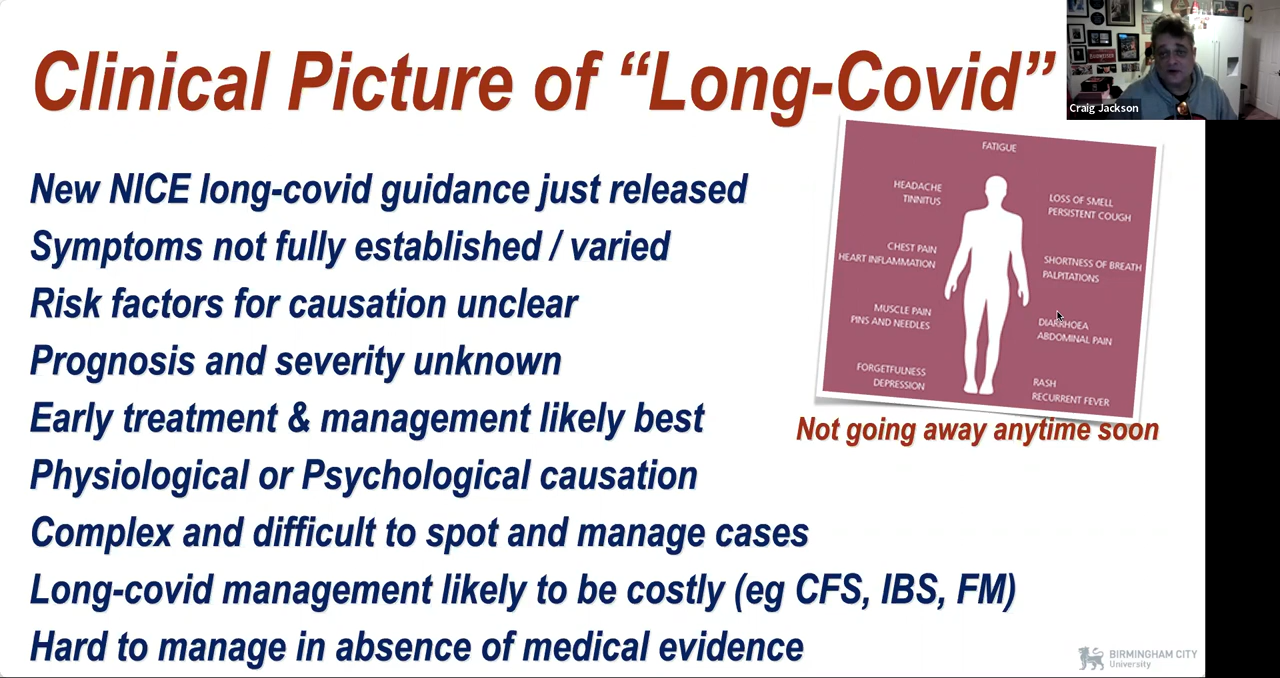 Clinical Picture of “Long-Covid”
Craig Jackson
New NICE long-covid guidance just released
Symptoms not fully established / varied
Risk factors for causation unclear
Prognosis and severity unknown
Early treatment & management likely best
Physiological or Psychological causation
Complex and difficult to spot and manage cases
Long-covid management likely to be costly (eg CFS, IBS, FM)
Hard to manage in absence of medical evidence
FATIGUE
HEADACHE
TINNITUS
LOSS OF SMELL
PERSISTENT COUGH
CHEST PAIN
HEART INFLAMMATION
SHORTNESS OF BREATH
PALPITATIONS
MUSCLE PAIN
PINS AND NEEDLES
DIARRHOEA
ABDOMINAL PAIN
FORGETFULNESS
DEPRESSION
RASH
RECURRENT FEVER
Not going away anytime soon
BIRMINGHAM CITY
University